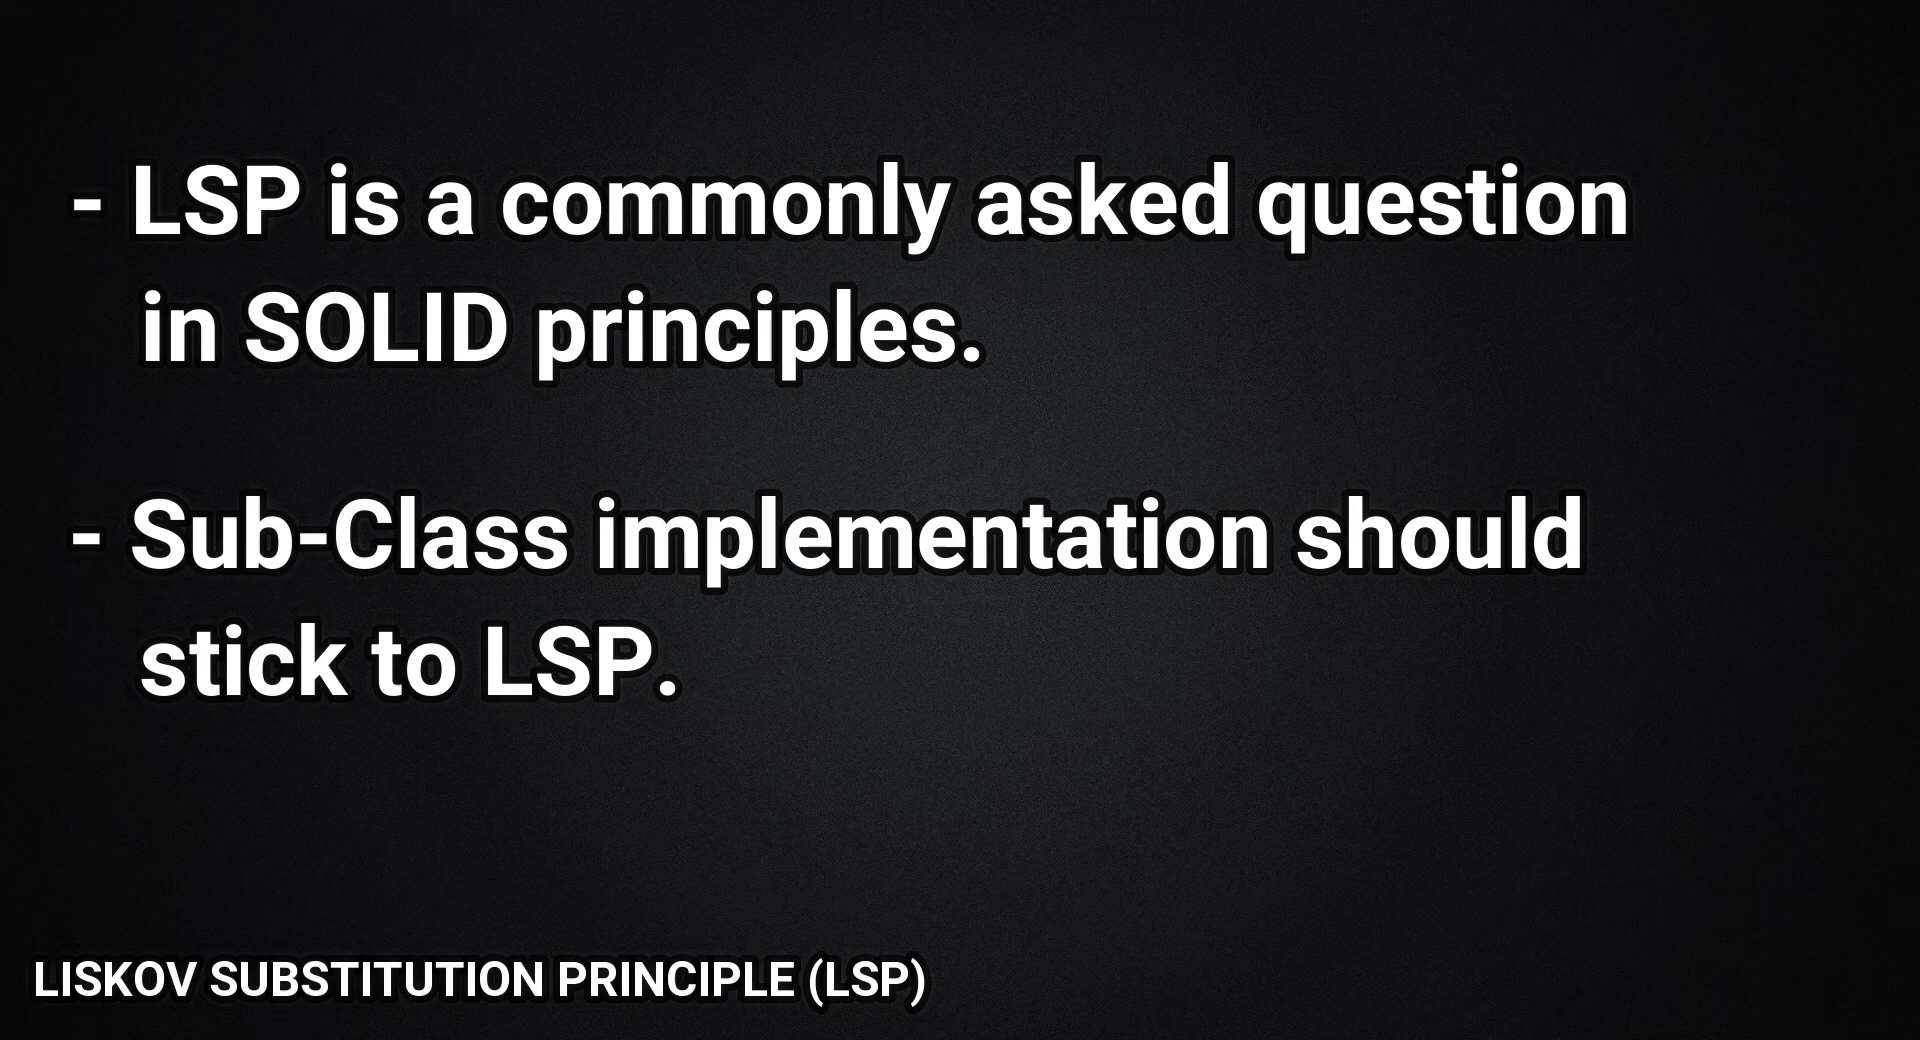 - LSP is a commonly asked question
in SOLID principles.
- Sub-Class implementation should
stick to LSP.
LISKOV SUBSTITUTION PRINCIPLE (LSP)